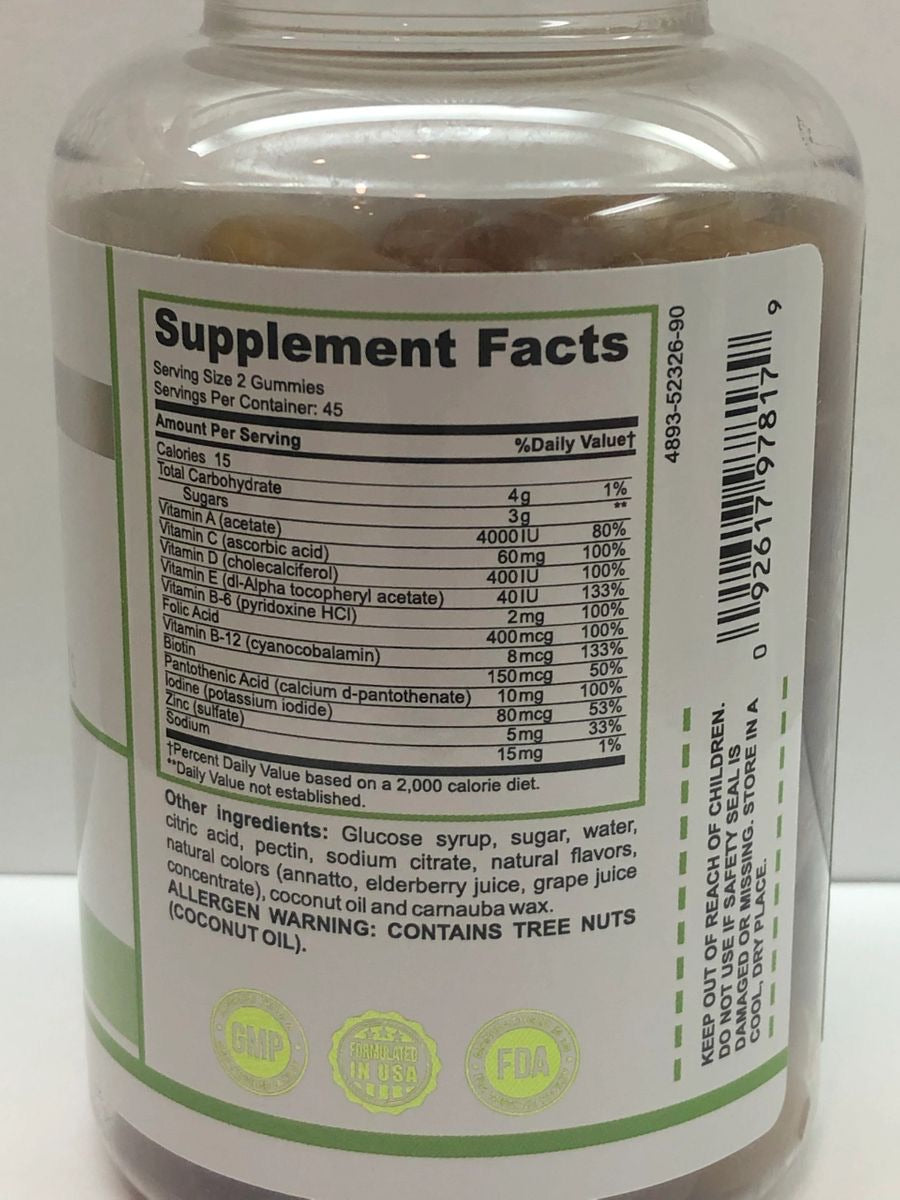 Supplement Facts
Serving Size 2 Gummies
Servings Per Container: 45
Amount Per Serving %Daily Value†
Calories 15
Total Carbohydrate 4g 1%
Sugars 3g **
Vitamin A (acetate) 4000IU 80%
Vitamin C (ascorbic acid) 60mg 100%
Vitamin D (cholecalciferol) 400IU 100%
Vitamin E (dl-Alpha tocopheryl acetate) 40IU 133%
Vitamin B-6 (pyridoxine HCl) 2mg 100%
Folic Acid 400mcg 100%
Vitamin B-12 (cyanocobalamin) 8mcg 133%
Biotin 150mcg 50%
Pantothenic Acid (calcium d-pantothenate) 10mg 100%
Iodine (potassium iodide) 80mcg 53%
Zinc (sulfate) 5mg 33%
Sodium 15mg 1%
†Percent Daily Value based on a 2,000 calorie diet.
**Daily Value not established.
Other ingredients: Glucose syrup, sugar, water,
citric acid, pectin, sodium citrate, natural flavors,
natural colors (annatto, elderberry juice, grape juice
concentrate), coconut oil and carnauba wax.
ALLERGEN WARNING: CONTAINS TREE NUTS
(COCONUT OIL).
GMP
FORMULATED
IN USA
FDA
4893-52326-90
0 92617 97817 9
KEEP OUT OF REACH OF CHILDREN.
DO NOT USE IF SAFETY SEAL IS
DAMAGED OR MISSING. STORE IN A
COOL, DRY PLACE.